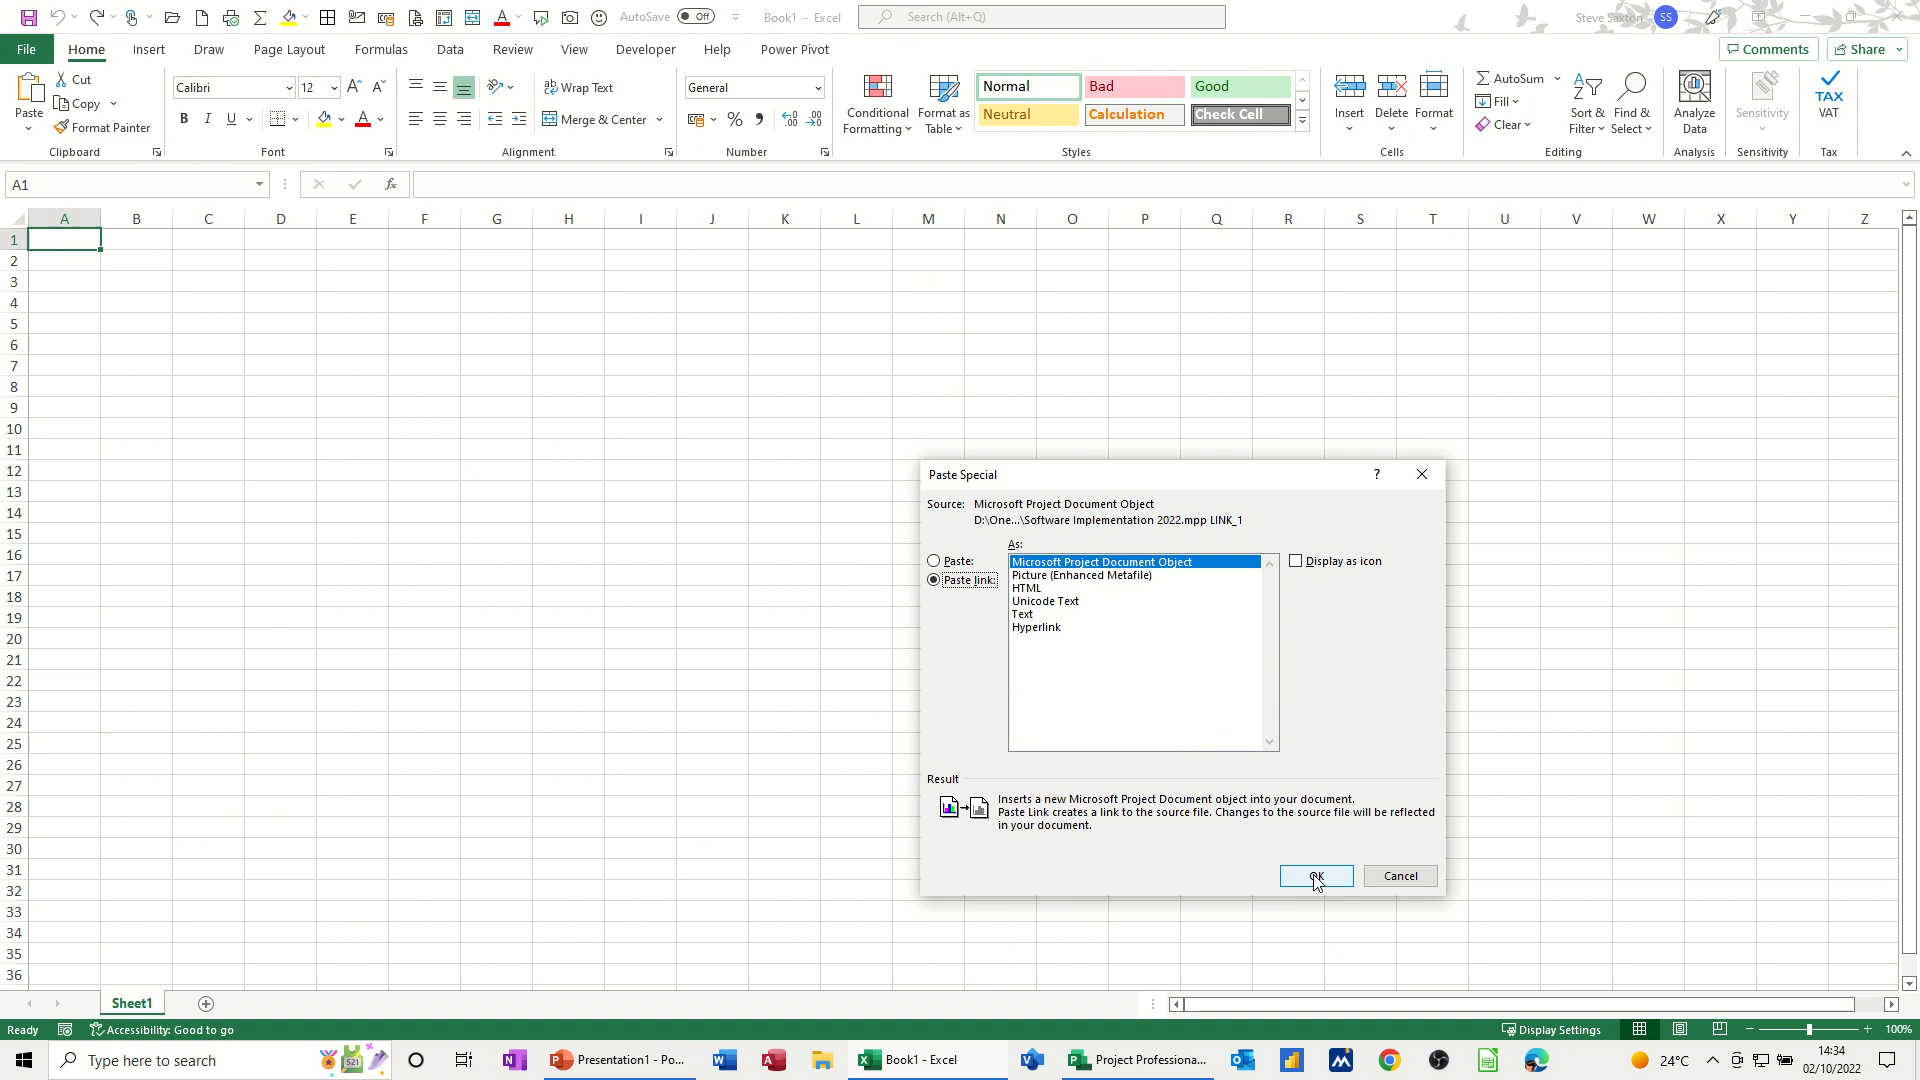 AutoSave Off Book1 - Excel Search (Alt+Q) Steve Saxton SS
File Home Insert Draw Page Layout Formulas Data Review View Developer Help Power Pivot Comments Share
Paste Cut Copy Format Painter Clipboard
Calibri 12 B I U A Font
Wrap Text Merge & Center Alignment
General % Number
Conditional Formatting Format as Table Normal Bad Good Neutral Calculation Check Cell Styles
Insert Delete Format Cells
AutoSum Fill Clear Sort & Filter Find & Select Editing
Analyze Data Analysis
Sensitivity Sensitivity
TAX VAT Tax
A1 fx
A B C D E F G H I J K L M N O P Q R S T U V W X Y Z
1
2
3
4
5
6
7
8
9
10
11
12
13
14
15
16
17
18
19
20
21
22
23
24
25
26
27
28
29
30
31
32
33
34
35
36
Paste Special ?
Source: Microsoft Project Document Object
D:\One...\Software Implementation 2022.mpp LINK_1
As:
Paste: Microsoft Project Document Object Display as icon
Picture (Enhanced Metafile)
Paste link:
HTML
Unicode Text
Text
Hyperlink
Result
Inserts a new Microsoft Project Document object into your document.
Paste Link creates a link to the source file. Changes to the source file will be reflected
in your document.
OK Cancel
Sheet1
Ready Accessibility: Good to go Display Settings 100%
Type here to search 521 Presentation1 - Po... Book1 - Excel Project Professiona... 24°C 14:34
02/10/2022